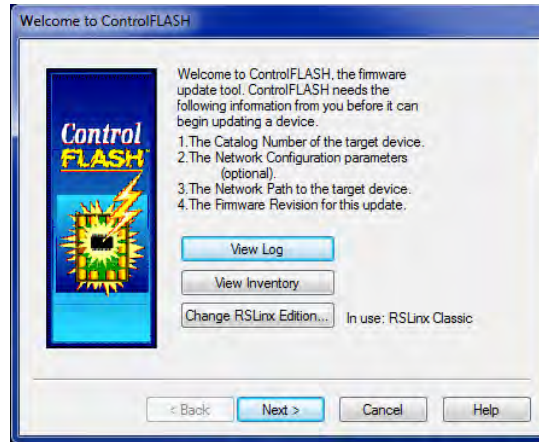 Welcome to ControlFLASH
Control
FLASH
Welcome to ControlFLASH, the firmware
update tool. ControlFLASH needs the
following information from you before it can
begin updating a device.
1.The Catalog Number of the target device.
2.The Network Configuration parameters
(optional).
3.The Network Path to the target device.
4.The Firmware Revision for this update.
View Log
View Inventory
Change RSLinx Edition... In use: RSLinx Classic
< Back Next > Cancel Help